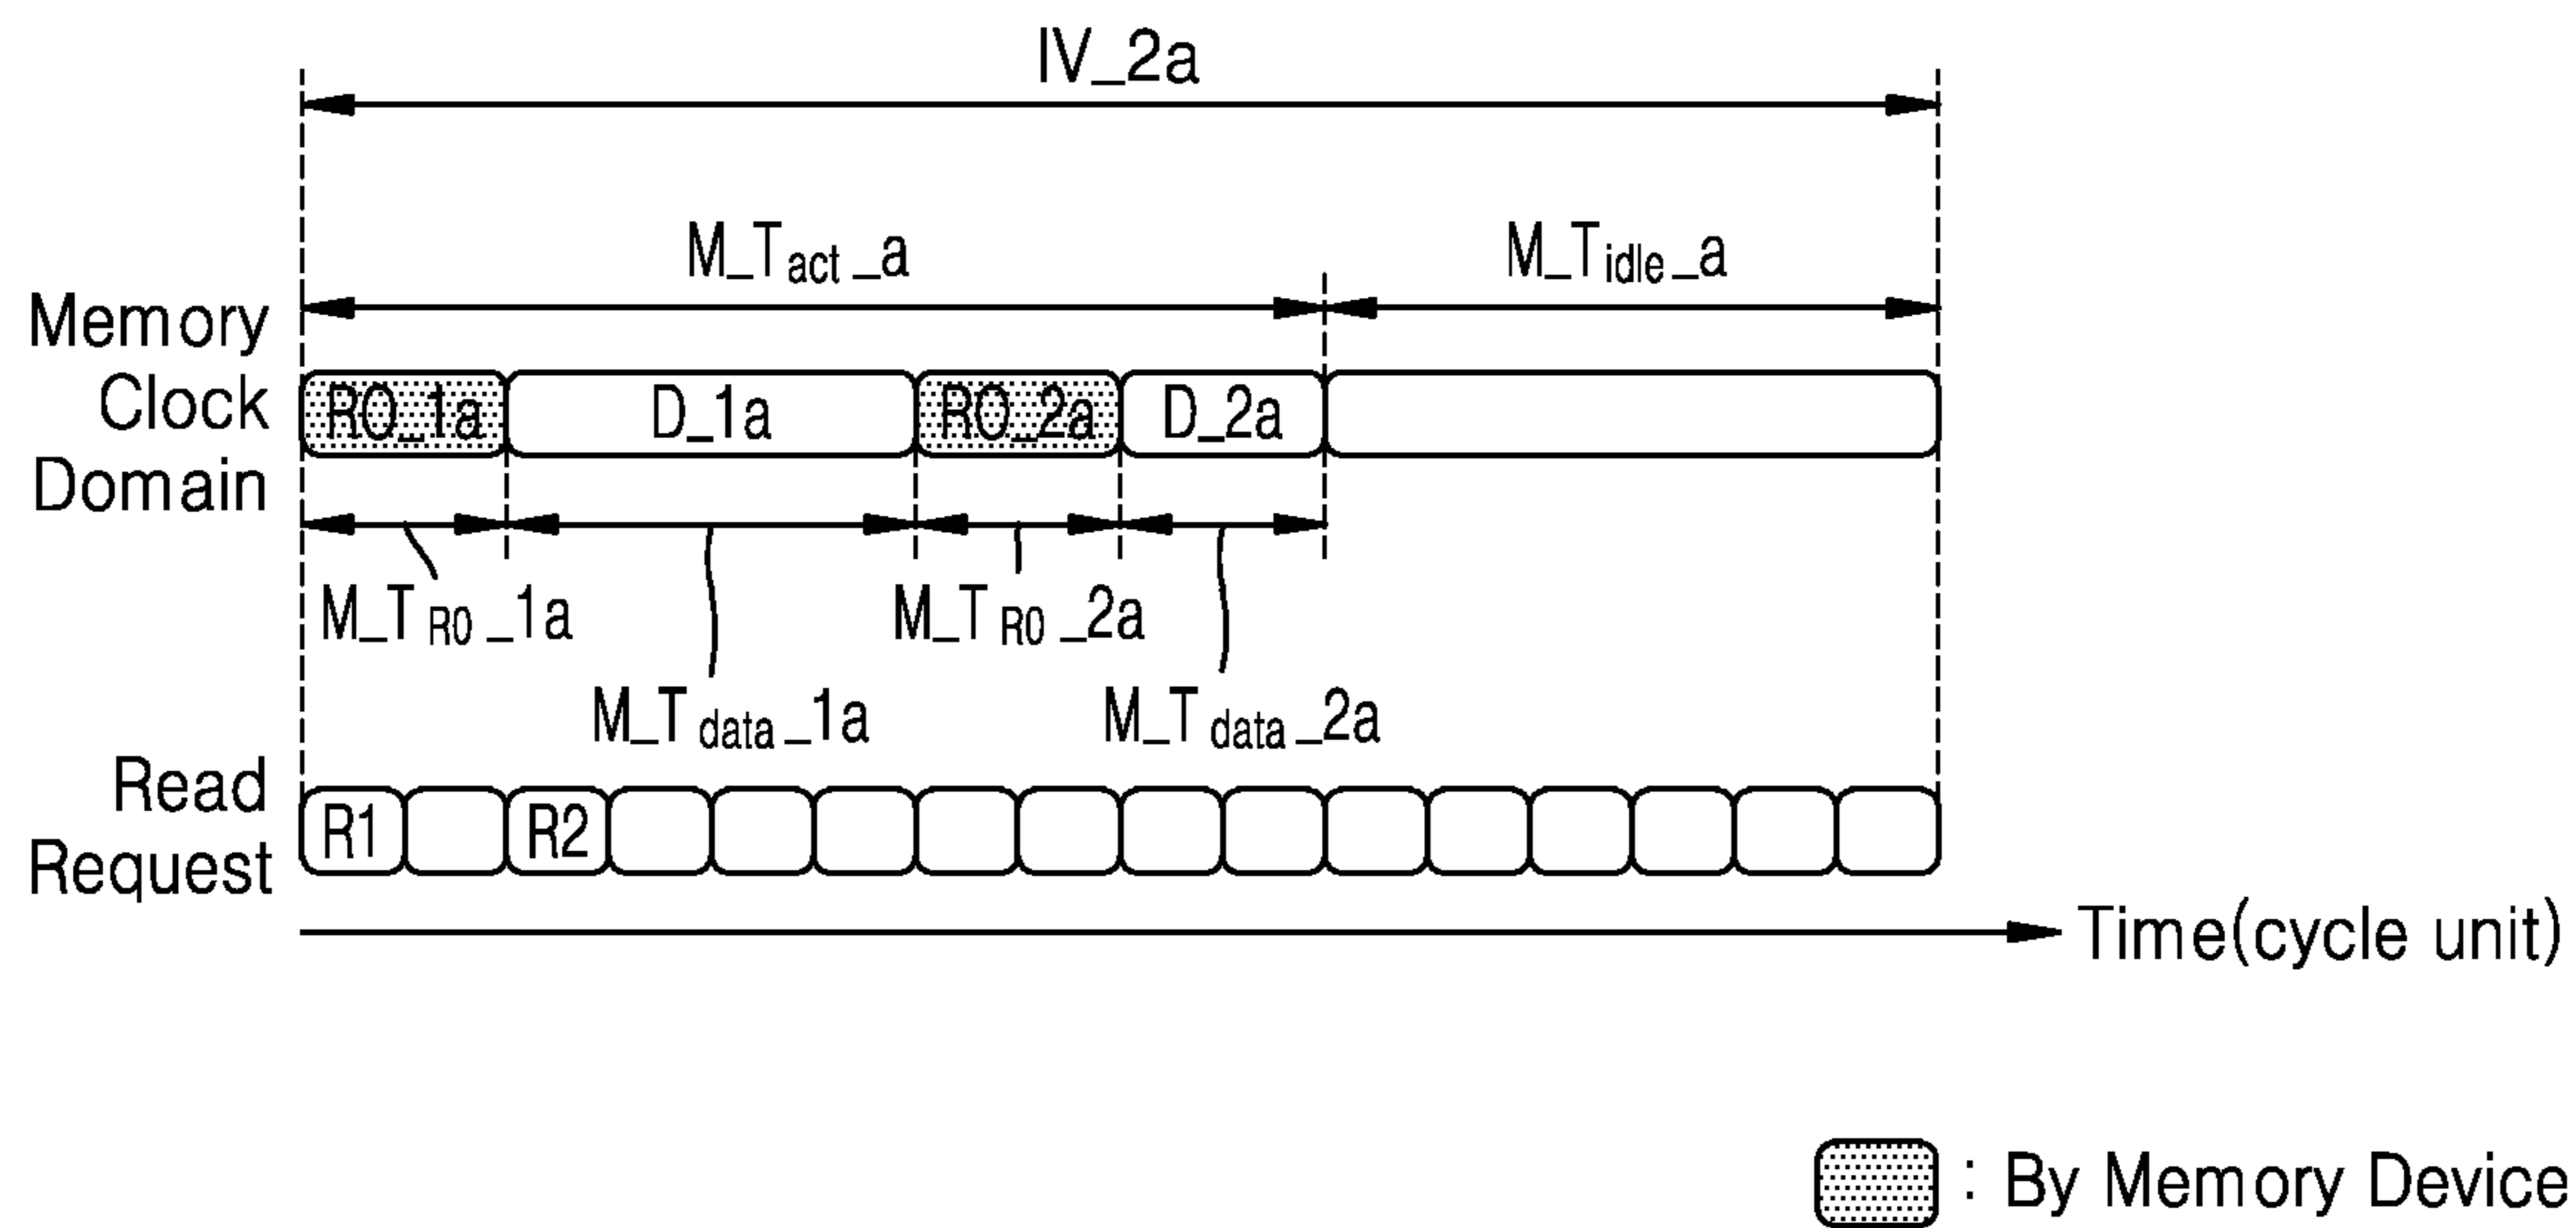 IV_2a
M_Tact_a
M_Tidle_a
Memory
Clock
Domain
RO_1a
D_1a
RO_2a
D_2a
M_TRO_1a
M_TRO_2a
M_Tdata_1a
M_Tdata_2a
Read
Request
R1
R2
Time(cycle unit)
: By Memory Device